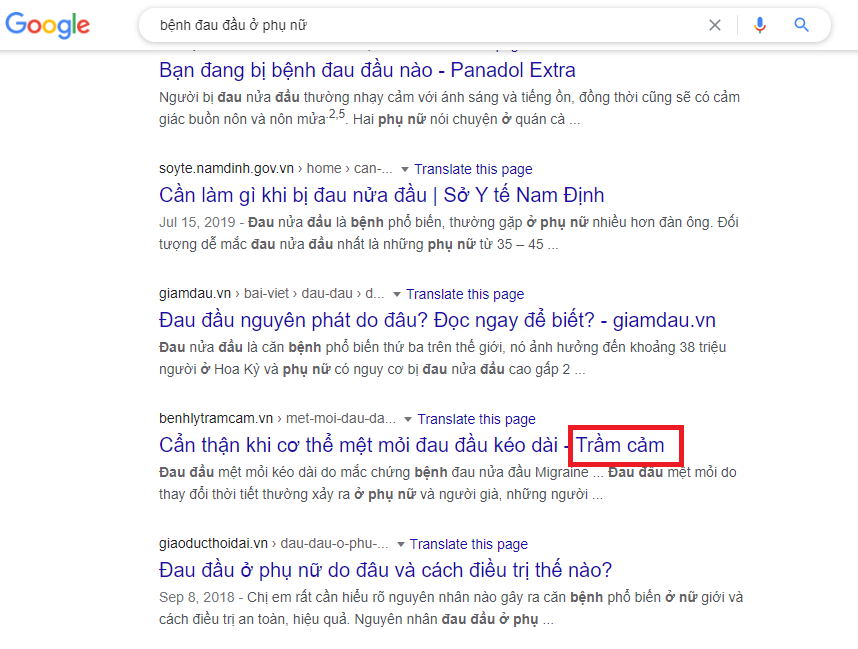 Google
bệnh đau đầu ở phụ nữ
Bạn đang bị bệnh đau đầu nào - Panadol Extra
Người bị đau nửa đầu thường nhạy cảm với ánh sáng và tiếng ồn, đồng thời cũng sẽ có cảm
giác buồn nôn và nôn mửa.2,5. Hai phụ nữ nói chuyện ở quán cà ...
soyte.namdinh.gov.vn › home › can-... Translate this page
Cần làm gì khi bị đau nửa đầu | Sở Y tế Nam Định
Jul 15, 2019 - Đau nửa đầu là bệnh phổ biến, thường gặp ở phụ nữ nhiều hơn đàn ông. Đối
tượng dễ mắc đau nửa đầu nhất là những phụ nữ từ 35 – 45 ...
giamdau.vn › bai-viet › dau-dau › d... Translate this page
Đau đầu nguyên phát do đâu? Đọc ngay để biết? - giamdau.vn
Đau nửa đầu là căn bệnh phổ biến thứ ba trên thế giới, nó ảnh hưởng đến khoảng 38 triệu
người ở Hoa Kỳ và phụ nữ có nguy cơ bị đau nửa đầu cao gấp 2 ...
benhlytramcam.vn › met-moi-dau-da... Translate this page
Cẩn thận khi cơ thể mệt mỏi đau đầu kéo dài - Trầm cảm
Đau đầu mệt mỏi kéo dài do mắc chứng bệnh đau nửa đầu Migraine ... Đau đầu mệt mỏi do
thay đổi thời tiết thường xảy ra ở phụ nữ và người già, những người ...
giaoducthoidai.vn › dau-dau-o-phu-... Translate this page
Đau đầu ở phụ nữ do đâu và cách điều trị thế nào?
Sep 8, 2018 - Chị em rất cần hiểu rõ nguyên nhân nào gây ra căn bệnh phổ biến ở nữ giới và
cách điều trị an toàn, hiệu quả. Nguyên nhân đau đầu ở phụ ...